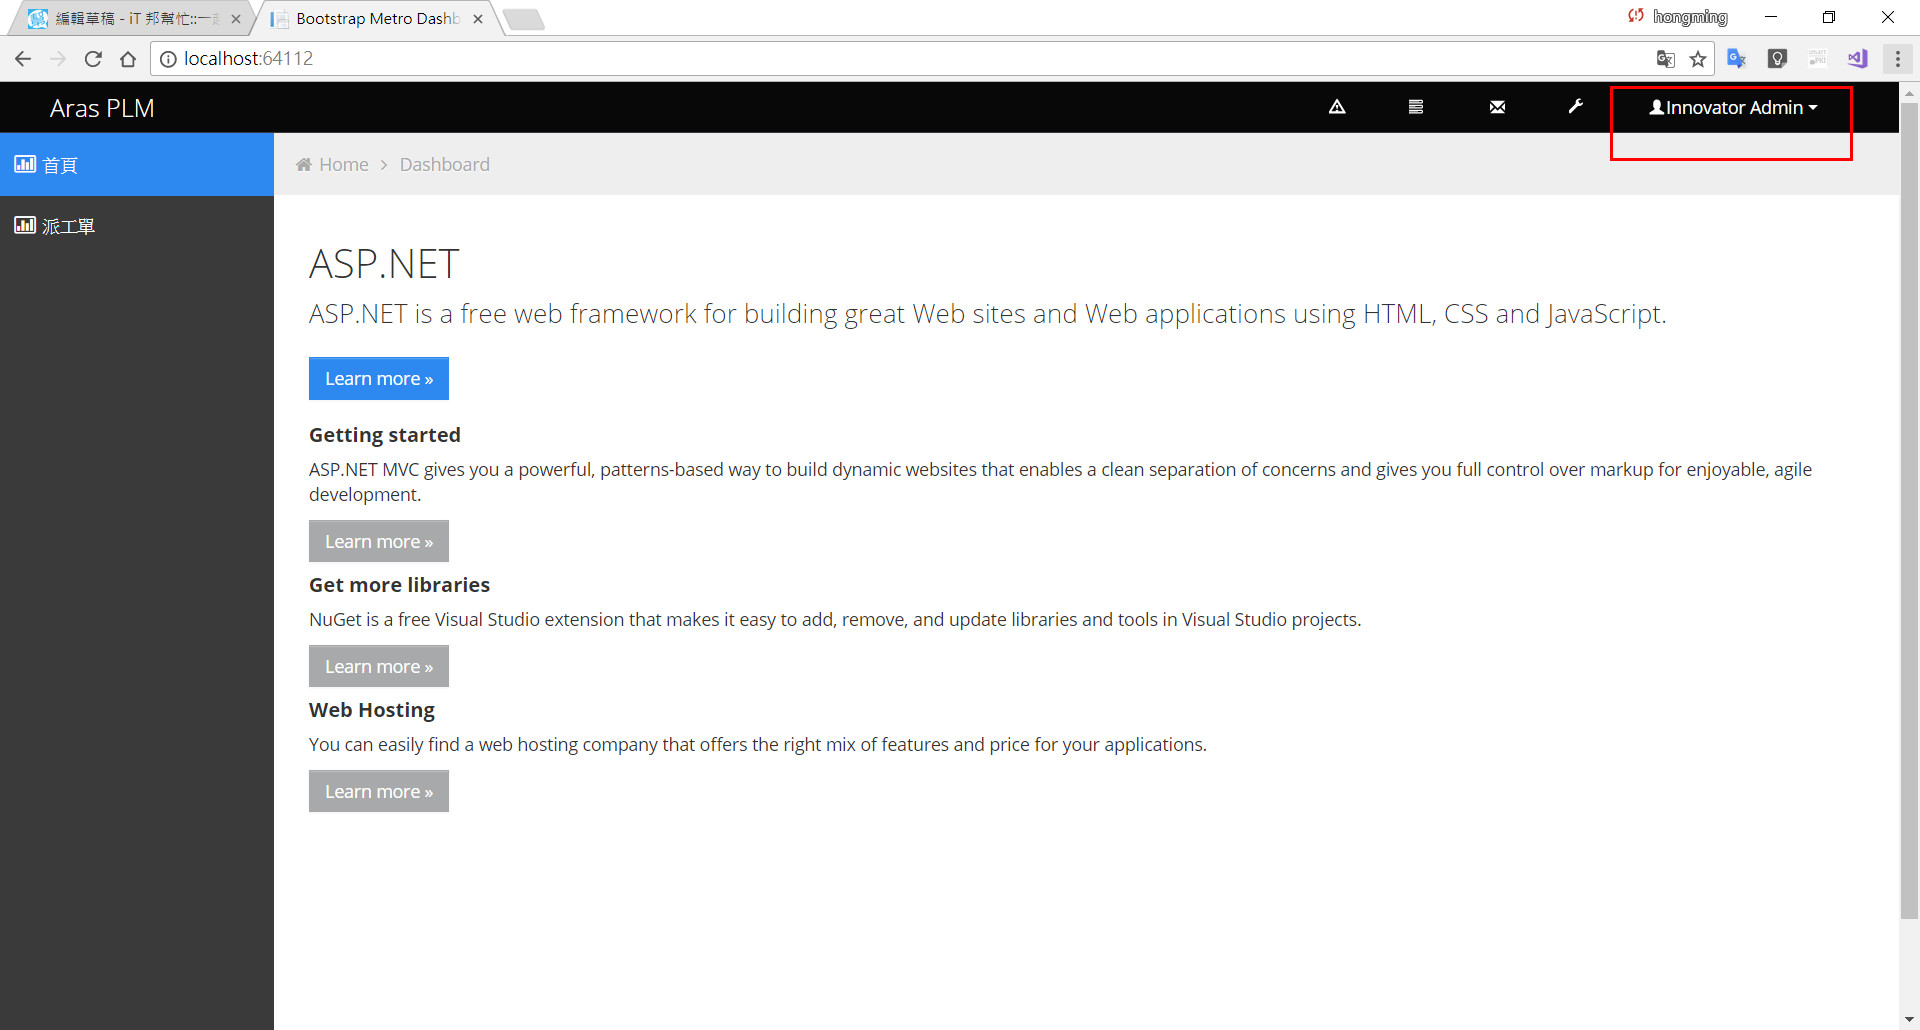 編輯草稿 - iT 邦幫忙::一起
Bootstrap Metro Dashb
hongming
localhost:64112
Aras PLM
Innovator Admin
首頁
Home > Dashboard
派工單
ASP.NET
ASP.NET is a free web framework for building great Web sites and Web applications using HTML, CSS and JavaScript.
Learn more »
Getting started
ASP.NET MVC gives you a powerful, patterns-based way to build dynamic websites that enables a clean separation of concerns and gives you full control over markup for enjoyable, agile
development.
Learn more »
Get more libraries
NuGet is a free Visual Studio extension that makes it easy to add, remove, and update libraries and tools in Visual Studio projects.
Learn more »
Web Hosting
You can easily find a web hosting company that offers the right mix of features and price for your applications.
Learn more »